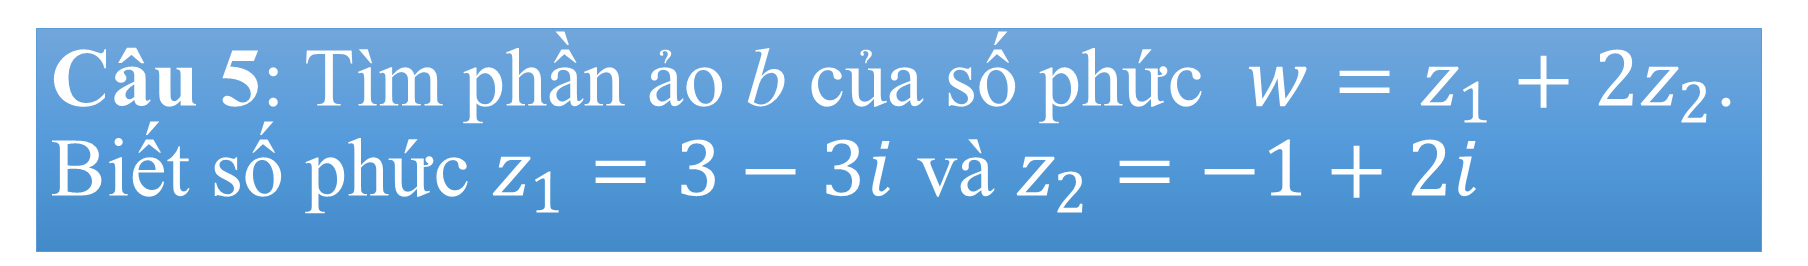 Câu 5: Tìm phần ảo b của số phức w = z₁ + 2z₂.
Biết số phức z₁ = 3 − 3i và z₂ = −1 + 2i